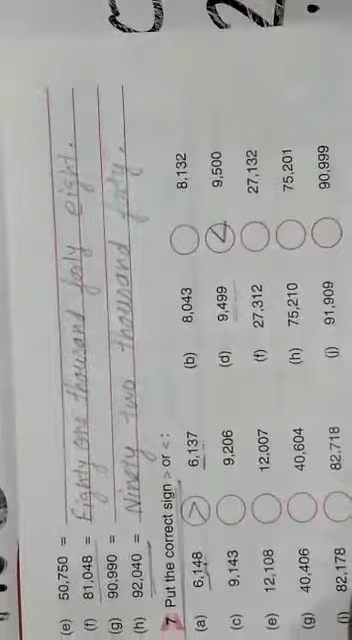 (e) 50,750 =
(f) 81,048 = Eighty one thousand forty eight.
(g) 90,990 =
(h) 92,040 = Ninety two thousand forty.
7. Put the correct sign > or < :
(a) 6,148 > 6,137 (b) 8,043 8,132
(c) 9,143 9,206 (d) 9,499 < 9,500
(e) 12,108 12,007 (f) 27,312 27,132
(g) 40,406 40,604 (h) 75,210 75,201
(i) 82,178 82,718 (j) 91,909 90,999